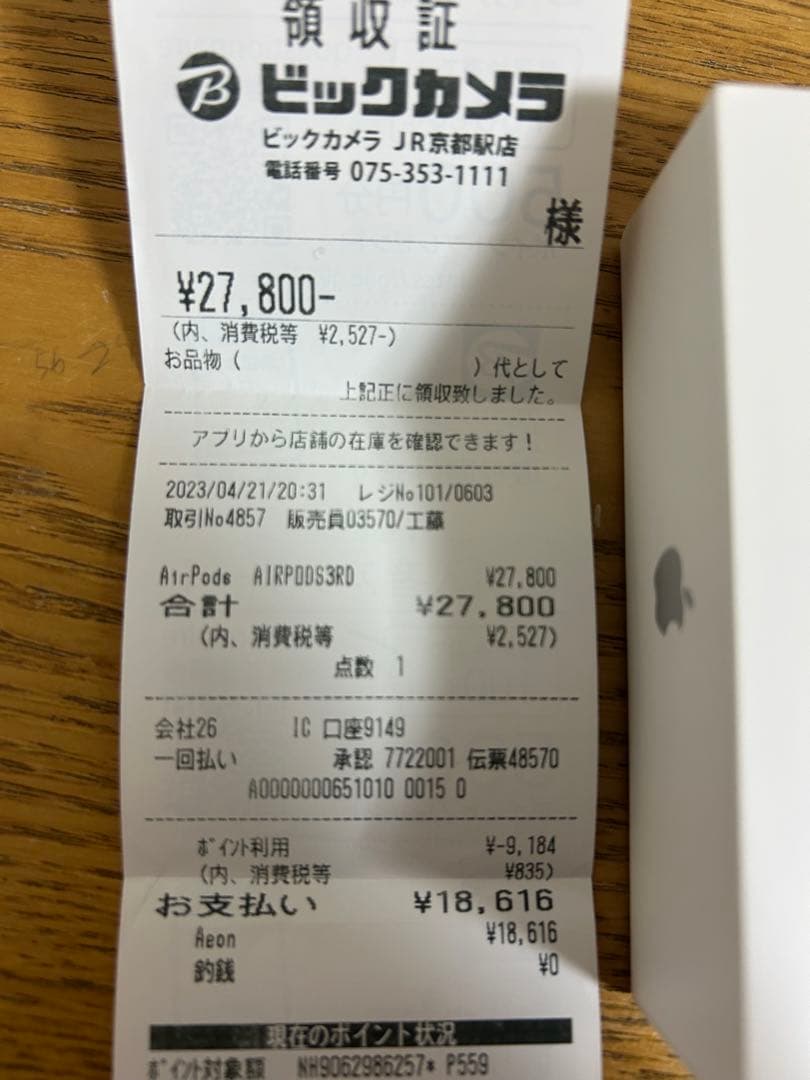 領収証
ビックカメラ
ビックカメラ JR京都駅店
電話番号 075-353-1111
様
¥27,800-
(内、消費税等 ¥2,527-)
お品物( )代として
上記正に領収致しました。
アプリから店舗の在庫を確認できます!
2023/04/21/20:31 レジNo101/0603
取引No4857 販売員03570/工藤
AirPods AIRPODS3RD ¥27,800
合計 ¥27,800
(内、消費税等 ¥2,527)
点数 1
会社26 IC 口座9149
一回払い 承認 7722001 伝票48570
A0000000651010 0015 0
ポイント利用 ¥-9,184
(内、消費税等 ¥835)
お支払い ¥18,616
Aeon ¥18,616
釣銭 ¥0
現在のポイント状況
ポイント対象額 NH9062986257* P559